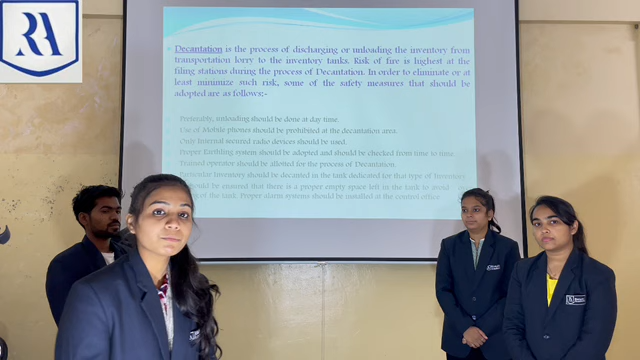 RA
Decantation is the process of discharging or unloading the inventory from
transportation lorry to the inventory tanks. Risk of fire is highest at the
filing stations during the process of Decantation. In order to eliminate or at
least minimize such risk, some of the safety measures that should be
adopted are as follows:-
Preferably, unloading should be done at day time.
Use of Mobile phones should be prohibited at the decantation area.
Only Internal secured radio devices should be used.
Proper Earthling system should be adopted and should be checked from time to time
Trained operator should be allotted for the process of Decantation.
Particular Inventory should be decanted in the tank dedicated for that type of Inventory
should be ensured that there is a proper empty space left in the tank to avoid
of the tank. Proper alarm systems should be installed at the control office